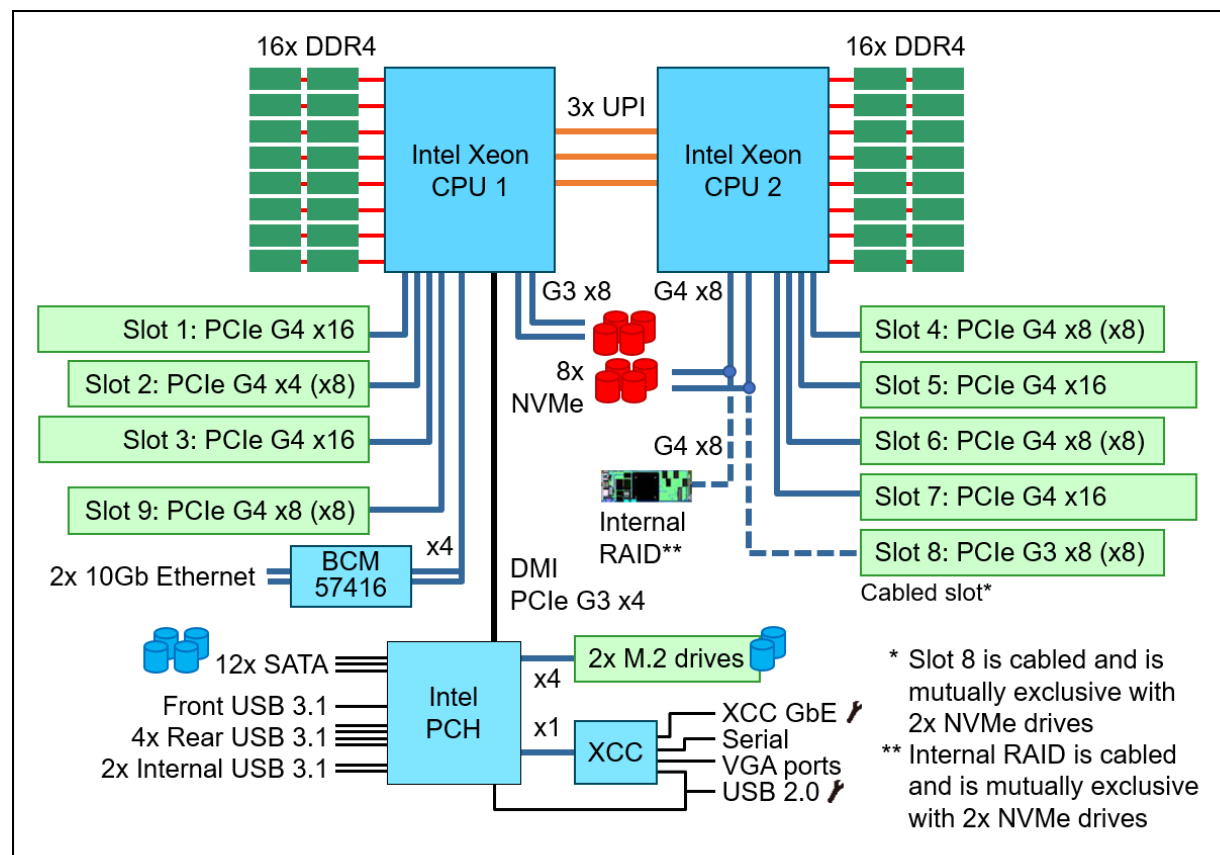 16x DDR4
16x DDR4
3x UPI
Intel Xeon
CPU 1
Intel Xeon
CPU 2
G3 x8
G4 x8
Slot 1: PCIe G4 x16
Slot 2: PCIe G4 x4 (x8)
Slot 3: PCIe G4 x16
Slot 9: PCIe G4 x8 (x8)
8x
NVMe
G4 x8
Internal
RAID**
Slot 4: PCIe G4 x8 (x8)
Slot 5: PCIe G4 x16
Slot 6: PCIe G4 x8 (x8)
Slot 7: PCIe G4 x16
Slot 8: PCIe G3 x8 (x8)
Cabled slot*
x4
2x 10Gb Ethernet
BCM
57416
DMI
PCIe G3 x4
12x SATA
Front USB 3.1
4x Rear USB 3.1
2x Internal USB 3.1
Intel
PCH
x4
2x M.2 drives
x1
XCC
XCC GbE
Serial
VGA ports
USB 2.0
* Slot 8 is cabled and is
mutually exclusive with
2x NVMe drives
** Internal RAID is cabled
and is mutually exclusive
with 2x NVMe drives